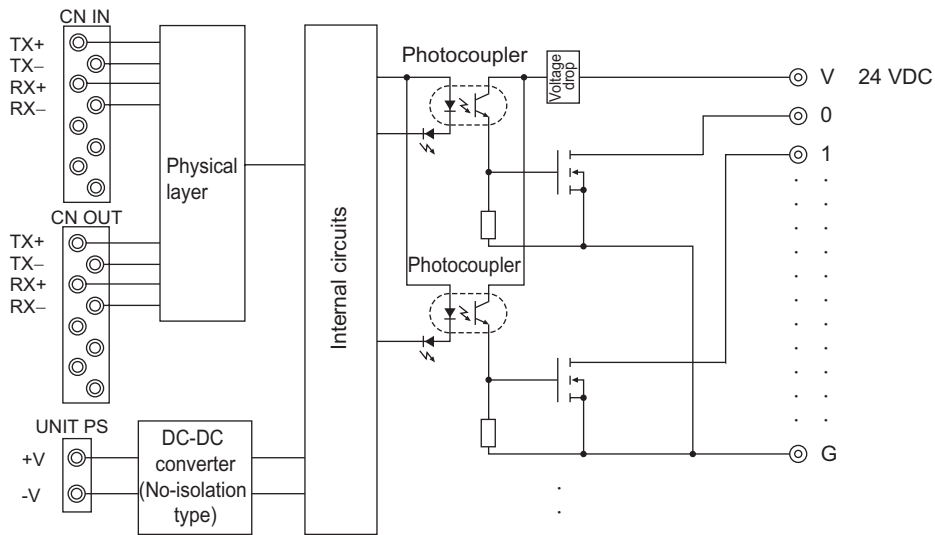 CN IN
TX+
TX−
RX+
RX−
Physical
layer
CN OUT
TX+
TX−
RX+
RX−
UNIT PS
+V
-V
DC-DC
converter
(No-isolation
type)
Internal circuits
Photocoupler
Voltage
drop
V 24 VDC
0
1
Photocoupler
G